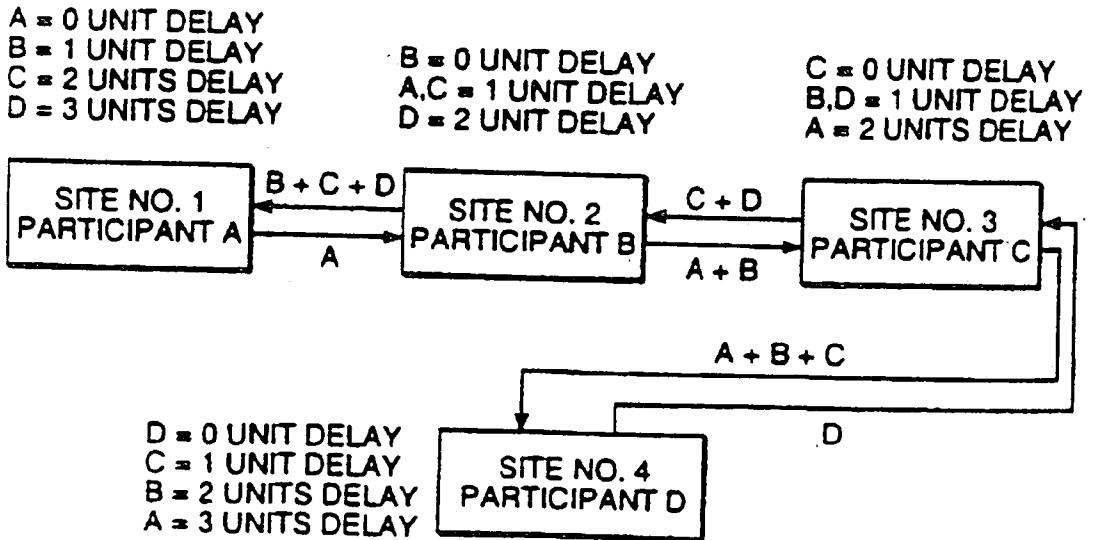 A = 0 UNIT DELAY
B = 1 UNIT DELAY
C = 2 UNITS DELAY
D = 3 UNITS DELAY
B = 0 UNIT DELAY
A,C = 1 UNIT DELAY
D = 2 UNIT DELAY
C = 0 UNIT DELAY
B,D = 1 UNIT DELAY
A = 2 UNITS DELAY
SITE NO. 1
PARTICIPANT A
B + C + D
A
SITE NO. 2
PARTICIPANT B
C + D
A + B
SITE NO. 3
PARTICIPANT C
A + B + C
D
D = 0 UNIT DELAY
C = 1 UNIT DELAY
B = 2 UNITS DELAY
A = 3 UNITS DELAY
SITE NO. 4
PARTICIPANT D